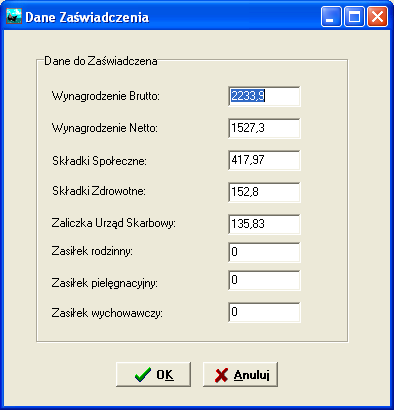 Dane Zaświadczenia
Dane do Zaświadczena
Wynagrodzenie Brutto: 2233,9
Wynagrodzenie Netto: 1527,3
Składki Społeczne: 417,97
Składki Zdrowotne: 152,8
Zaliczka Urząd Skarbowy: 135,83
Zasiłek rodzinny: 0
Zasiłek pielęgnacyjny: 0
Zasiłek wychowawczy: 0
OK Anuluj